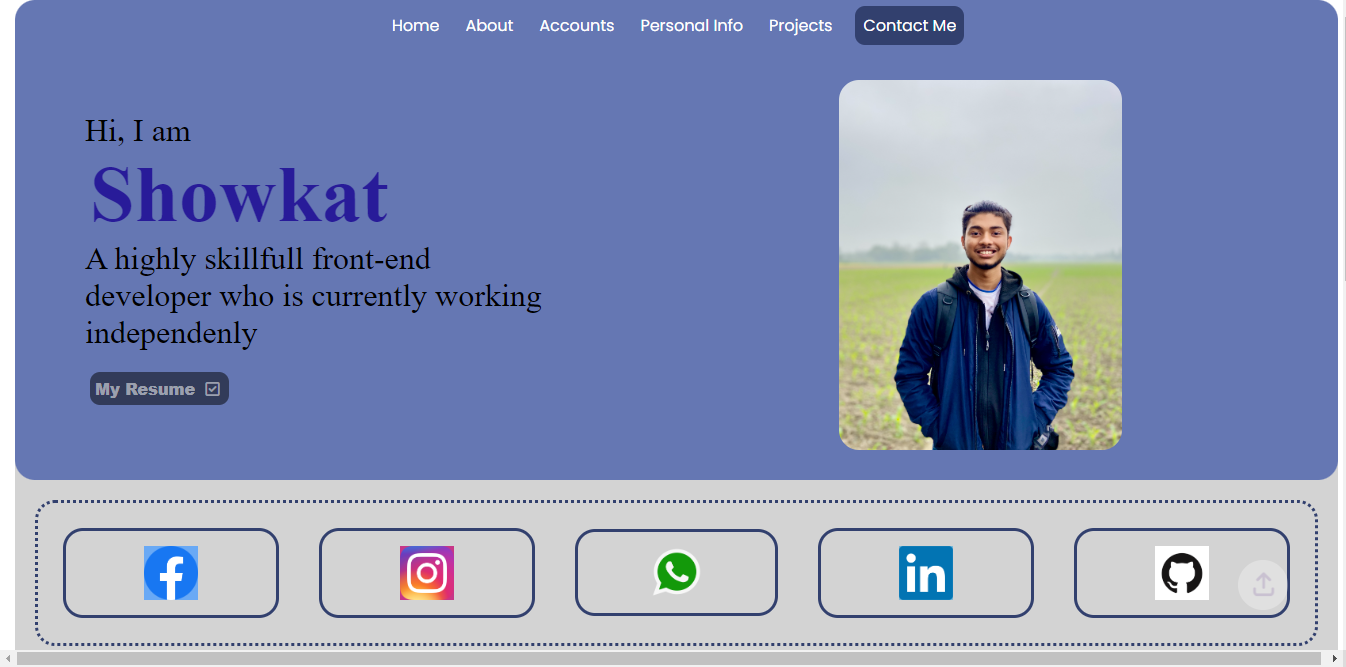 Home About Accounts Personal Info Projects Contact Me
Hi, I am
Showkat
A highly skillfull front-end
developer who is currently working
independenly
My Resume
in